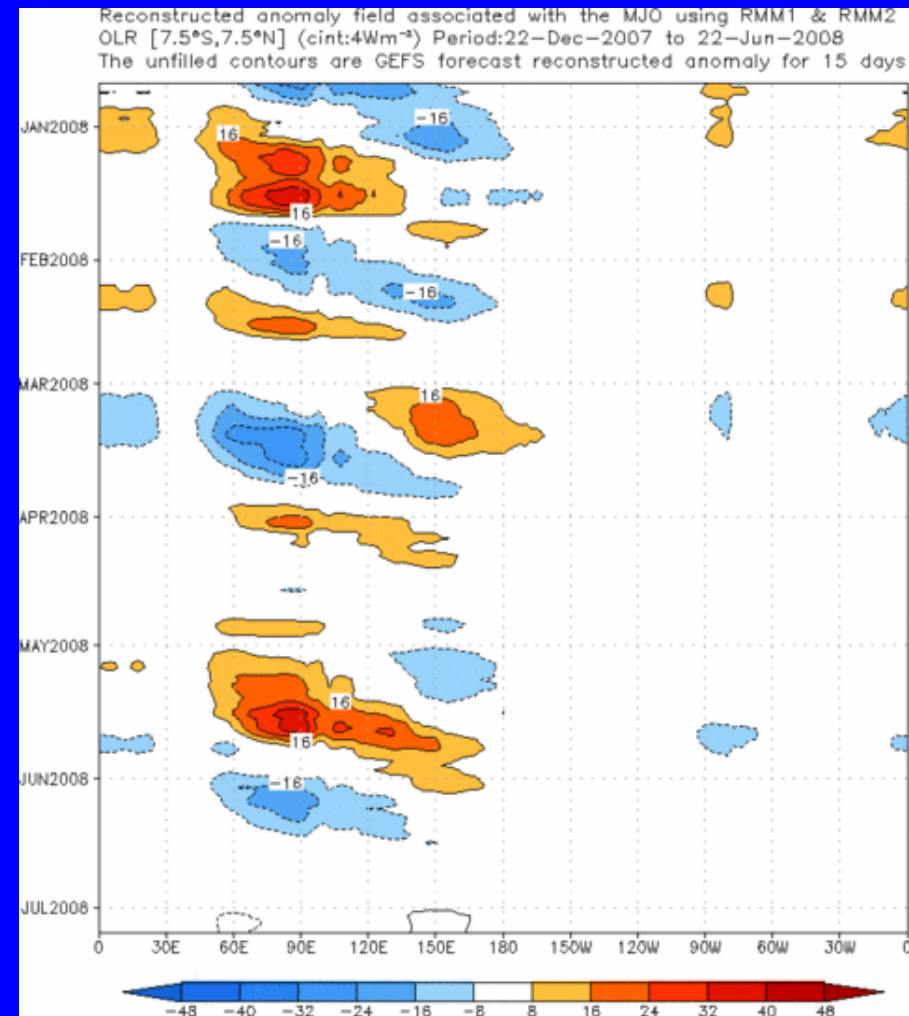 Reconstructed anomaly field associated with the MJO using RMM1 & RMM2
OLR [7.5°S,7.5°N] (cint:4Wm⁻²) Period:22-Dec-2007 to 22-Jun-2008
The unfilled contours are GEFS forecast reconstructed anomaly for 15 days
JAN2008
16
-16
16
-16
FEB2008
-16
MAR2008
16
-16
APR2008
MAY2008
16
16
JUN2008
-16
JUL2008
0 30E 60E 90E 120E 150E 180 150W 120W 90W 60W 30W 0
-48 -40 -32 -24 -16 -8 8 16 24 32 40 48